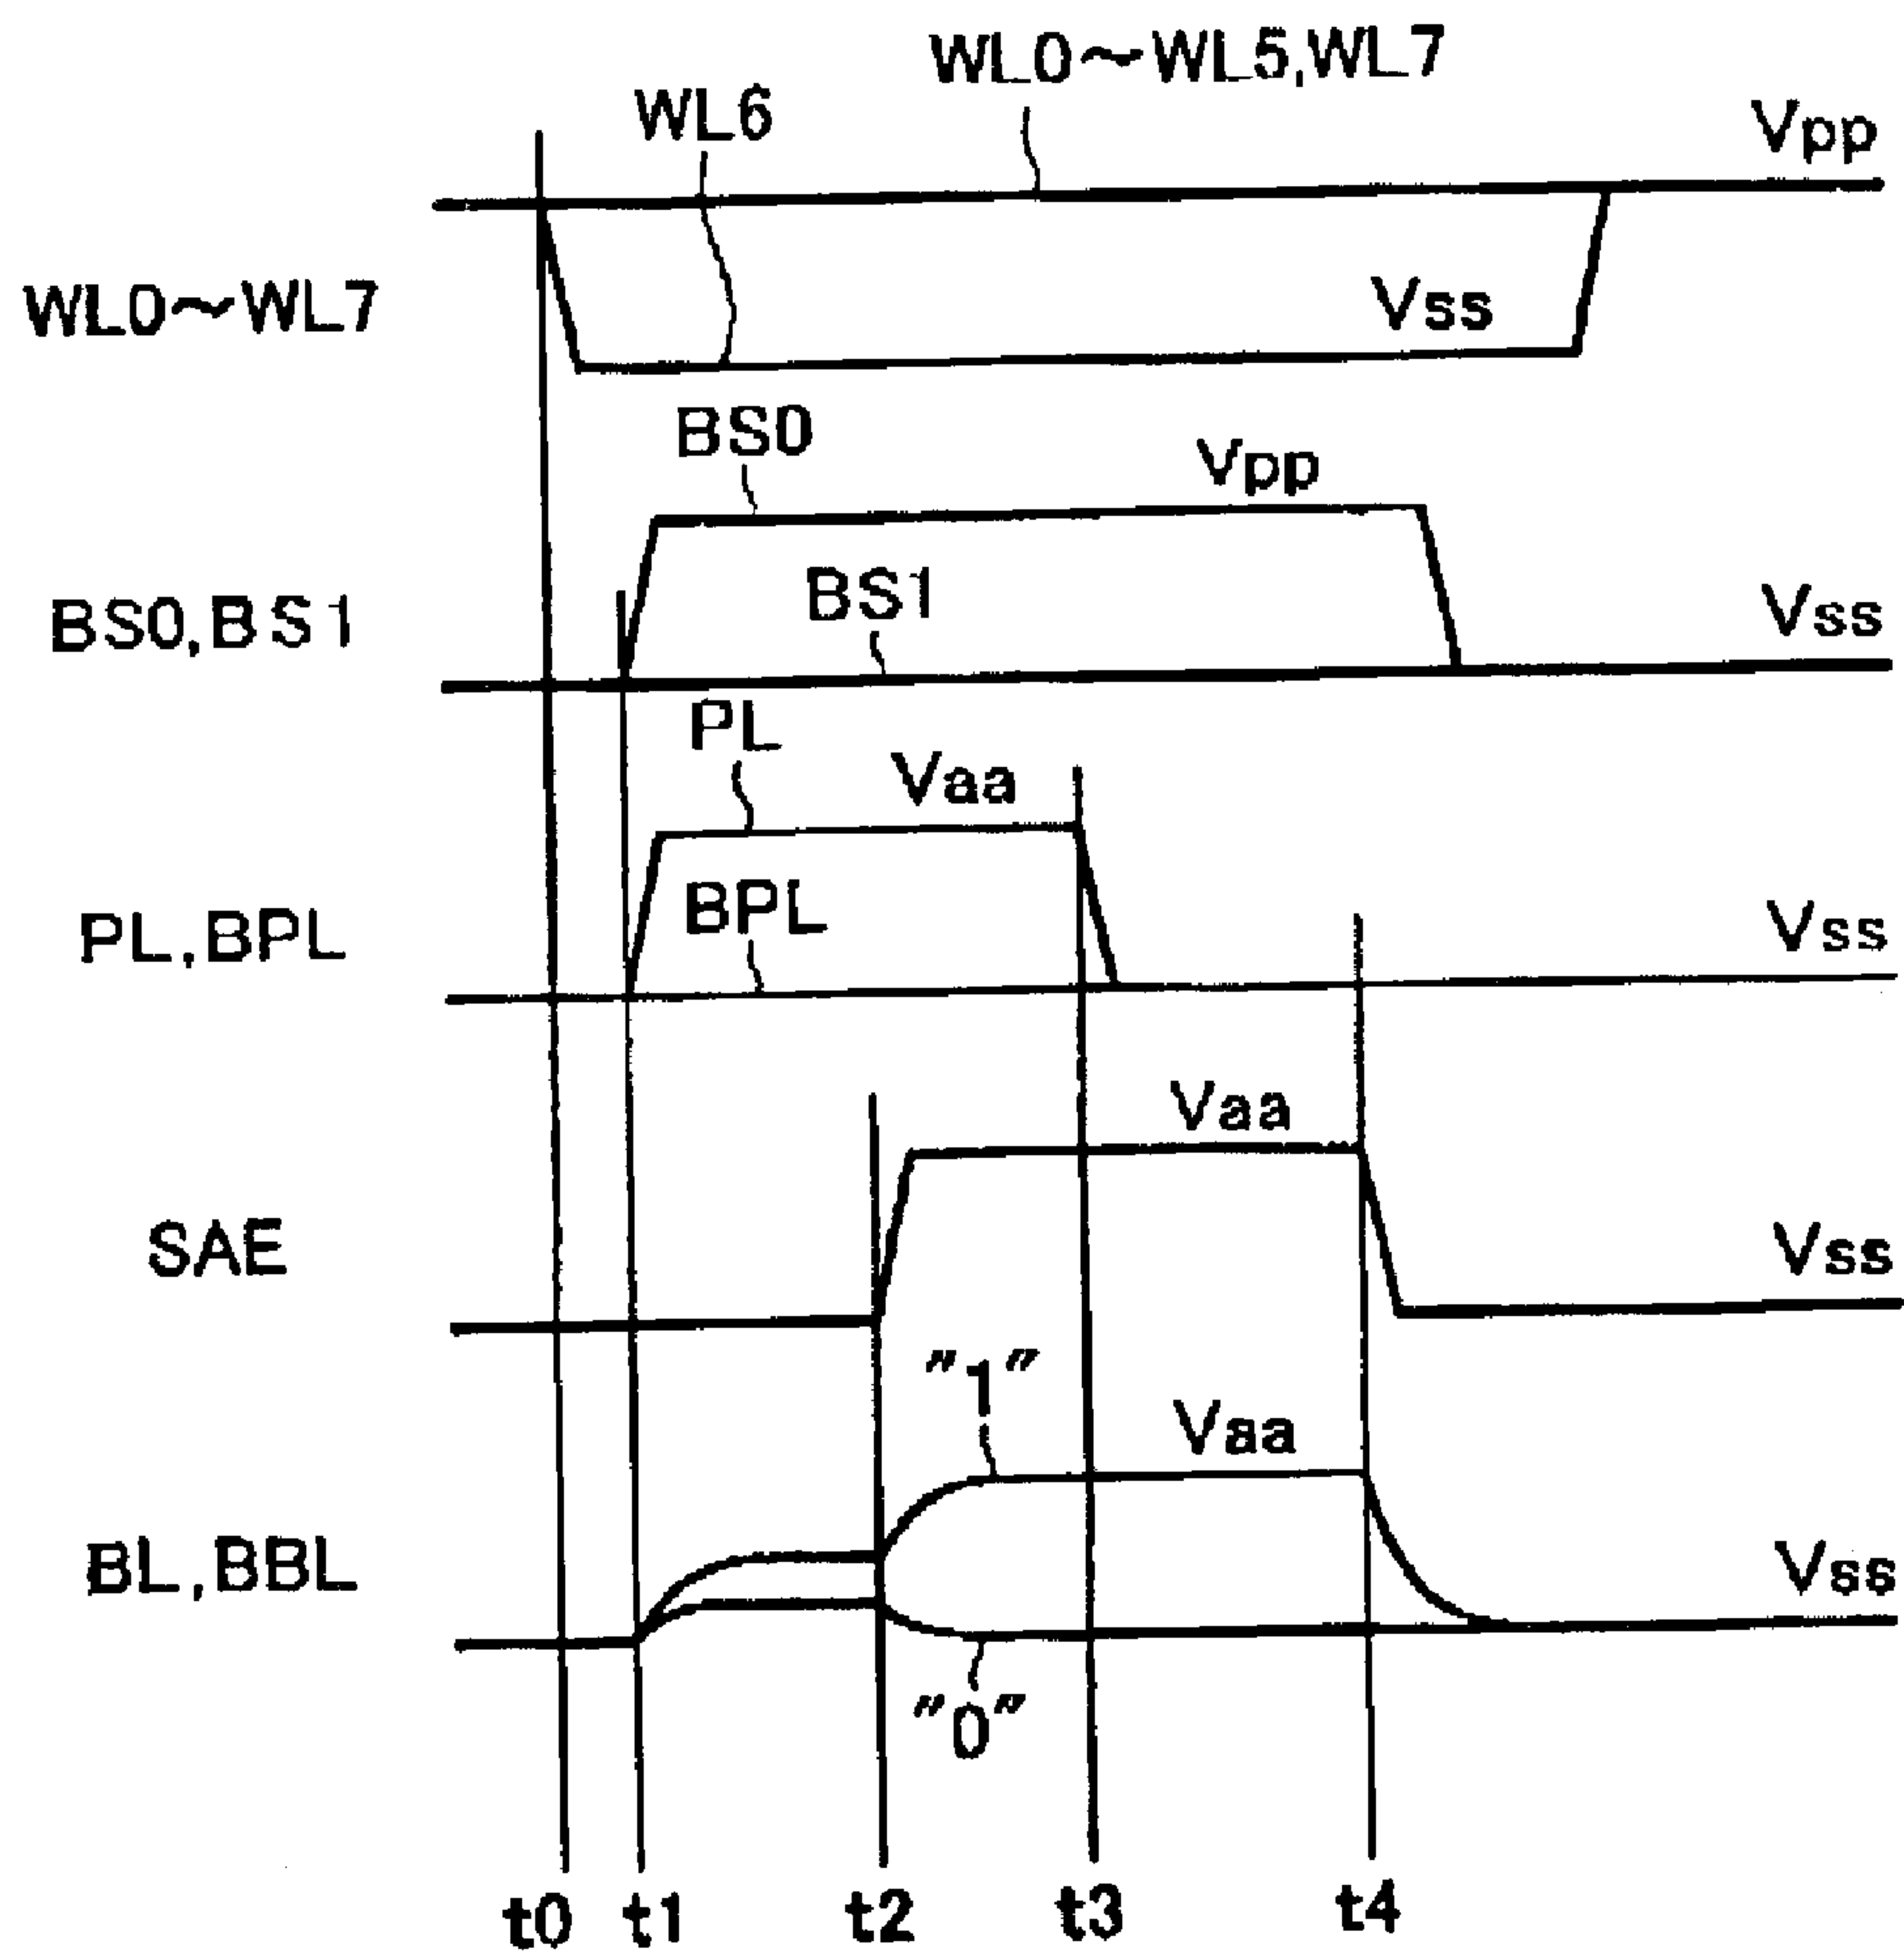 WL0~WL5,WL7
WL6
Vpp
WL0~WL7
Vss
BS0
Vpp
BS1
BS0,BS1
Vss
PL
Vaa
BPL
PL,BPL
Vss
Vaa
SAE
Vss
"1"
Vaa
BL,BBL
Vss
"0"
t0 t1 t2 t3 t4